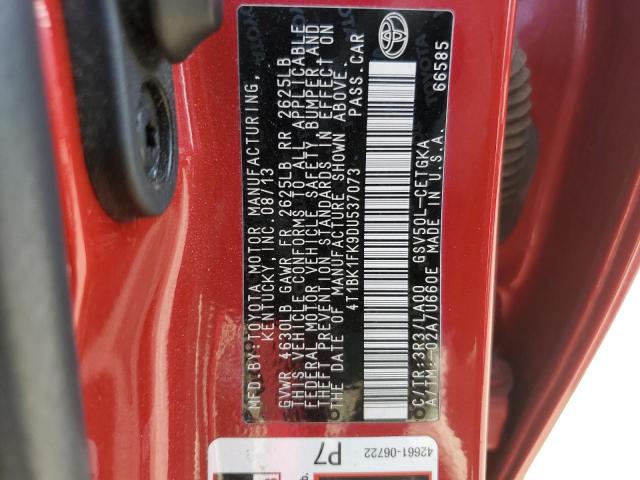 MFD.BY:TOYOTA MOTOR MANUFACTURING,
KENTUCKY, INC. 08/13
GVWR 4630LB GAWR FR 2625LB RR 2625LB
THIS VEHICLE CONFORMS TO ALL APPLICABLE
FEDERAL MOTOR VEHICLE SAFETY, BUMPER AND
THEFT PREVENTION STANDARDS IN EFFECT ON
THE DATE OF MANUFACTURE SHOWN ABOVE.
4T1BK1FK9DU537073 PASS.CAR
TOYOTA
C/TR:3R3/LA00 GSV50L-CETGKA
A/TM:-02A/U660E MADE IN U.S.A. 66585
P7
42661-06722